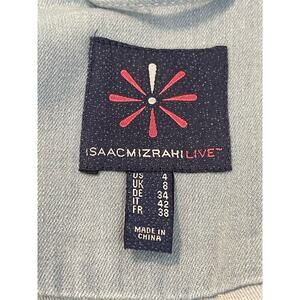 ISAACMIZRAHILIVE™
US 4
UK 8
DE 34
IT 42
FR 38
MADE IN
CHINA